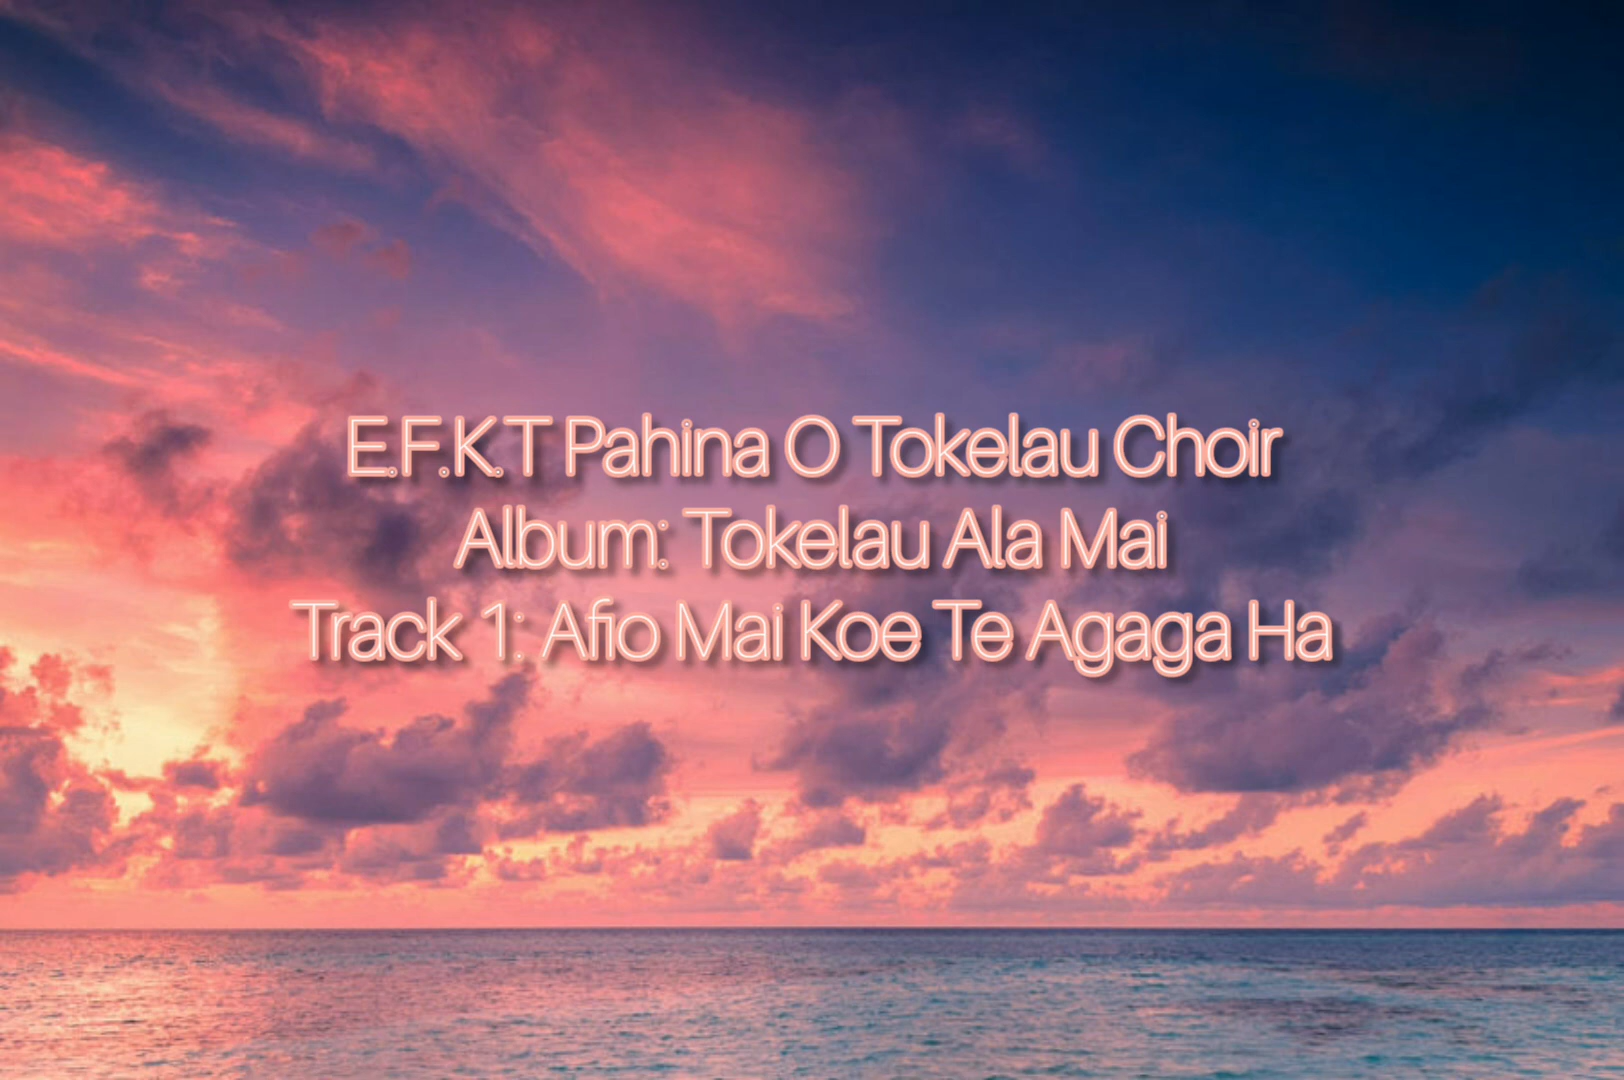 E.F.K.T Pahina O Tokelau Choir
Album: Tokelau Ala Mai
Track 1: Afio Mai Koe Te Agaga Ha